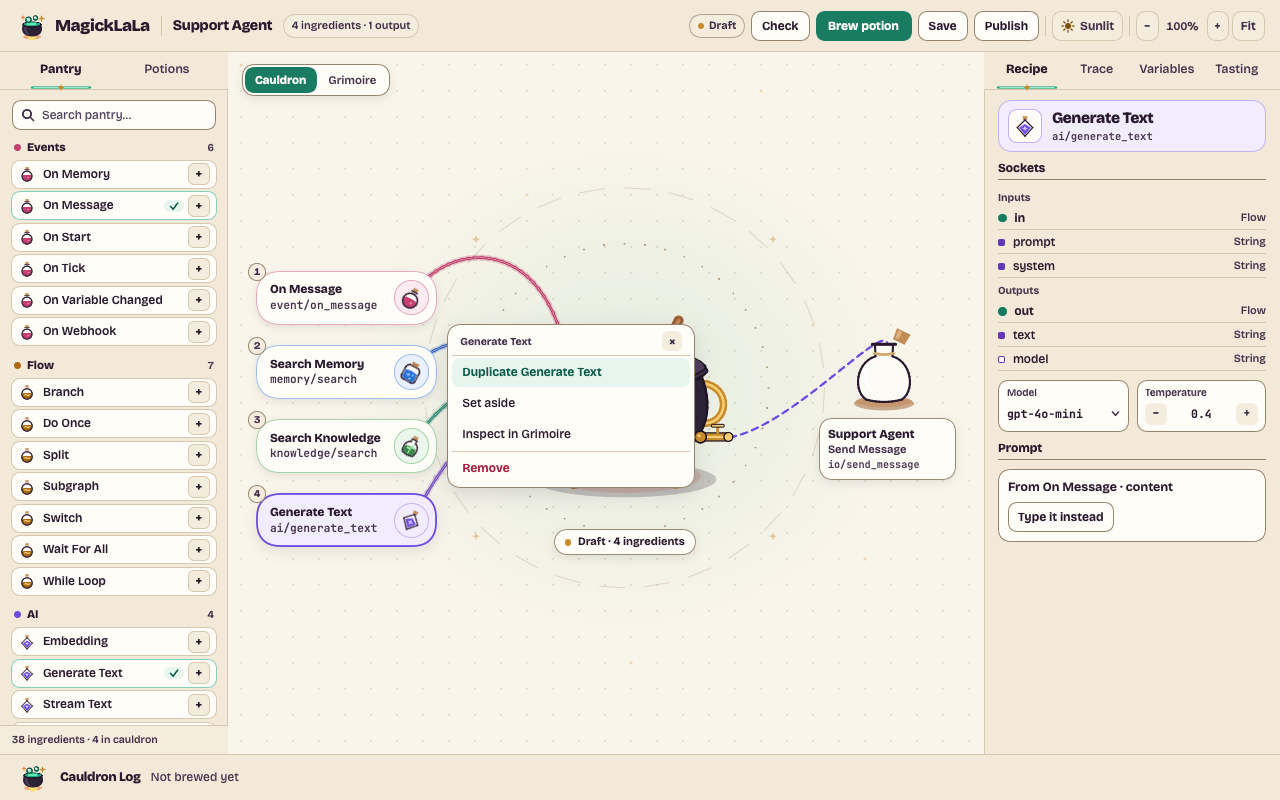 MagickLaLa
Support Agent
4 ingredients · 1 output
Draft
Check
Brew potion
Save
Publish
Sunlit
−
100%
+
Fit
Pantry
Potions
Search pantry...
Events
6
On Memory
+
On Message
+
On Start
+
On Tick
+
On Variable Changed
+
On Webhook
+
Flow
7
Branch
+
Do Once
+
Split
+
Subgraph
+
Switch
+
Wait For All
+
While Loop
+
AI
4
Embedding
+
Generate Text
+
Stream Text
+
38 ingredients · 4 in cauldron
Cauldron
Grimoire
1
On Message
event/on_message
2
Search Memory
memory/search
3
Search Knowledge
knowledge/search
4
Generate Text
ai/generate_text
Generate Text
×
Duplicate Generate Text
Set aside
Inspect in Grimoire
Remove
Draft · 4 ingredients
Support Agent
Send Message
io/send_message
Recipe
Trace
Variables
Tasting
Generate Text
ai/generate_text
Sockets
Inputs
in
Flow
prompt
String
system
String
Outputs
out
Flow
text
String
model
String
Model
gpt-4o-mini
Temperature
−
0.4
+
Prompt
From On Message · content
Type it instead
Cauldron Log
Not brewed yet